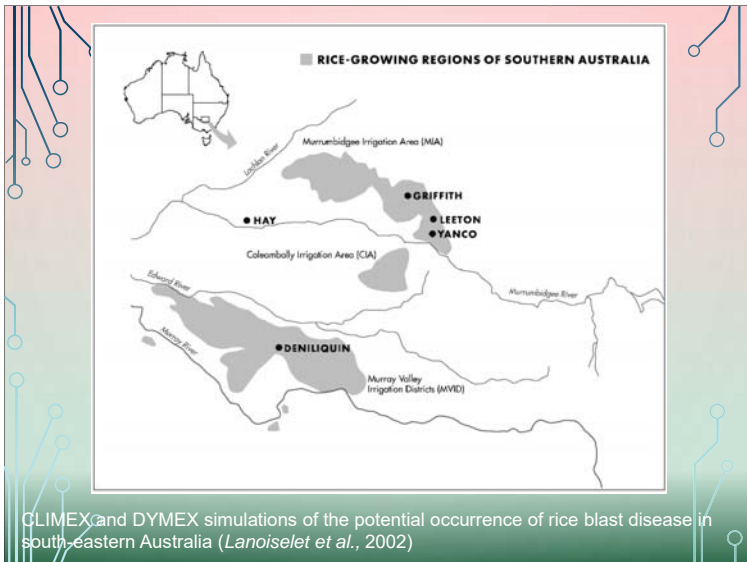 RICE-GROWING REGIONS OF SOUTHERN AUSTRALIA
Lachlan River
Murrumbidgee Irrigation Area (MIA)
GRIFFITH
HAY
LEETON
YANCO
Coleambally Irrigation Area (CIA)
Edward River
Murrumbidgee River
Murray River
DENILIQUIN
Murray Valley
Irrigation Districts (MVID)
CLIMEX and DYMEX simulations of the potential occurrence of rice blast disease in
south-eastern Australia (Lanoiselet et al., 2002)